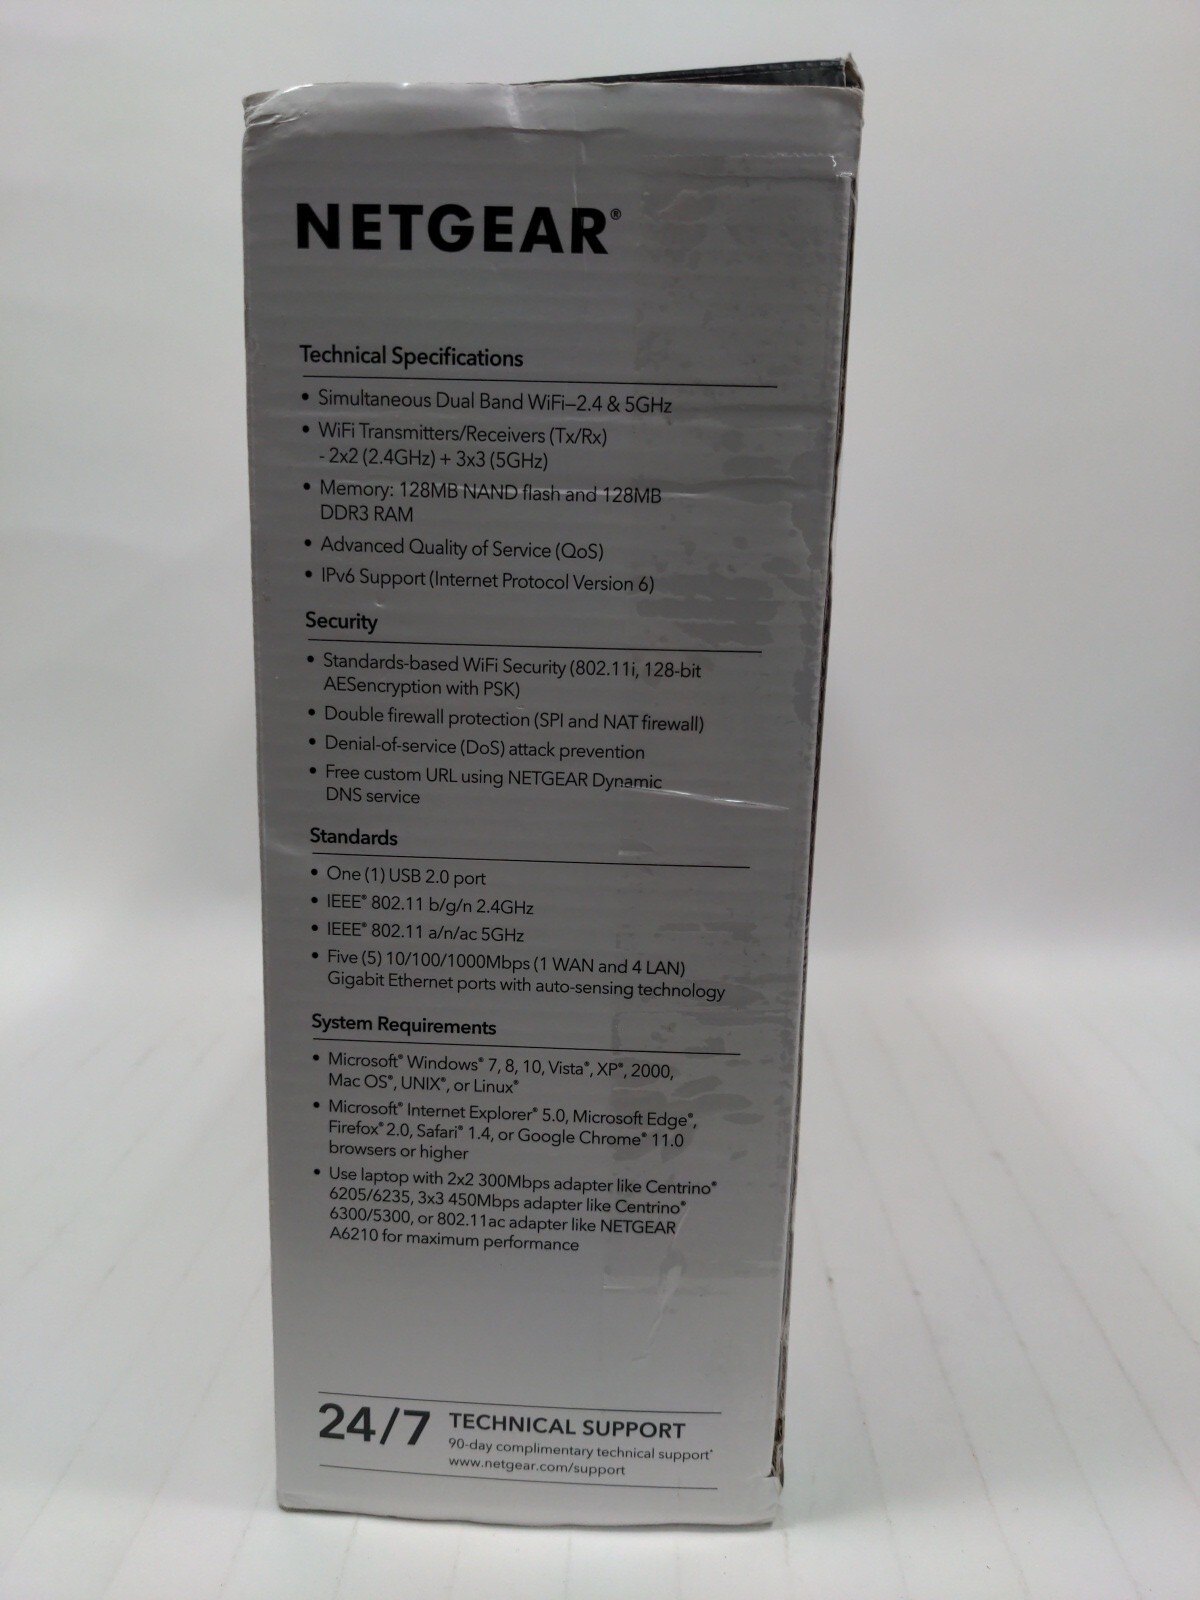 NETGEAR®
Technical Specifications
• Simultaneous Dual Band WiFi–2.4 & 5GHz
• WiFi Transmitters/Receivers (Tx/Rx)
- 2x2 (2.4GHz) + 3x3 (5GHz)
• Memory: 128MB NAND flash and 128MB
DDR3 RAM
• Advanced Quality of Service (QoS)
• IPv6 Support (Internet Protocol Version 6)
Security
• Standards-based WiFi Security (802.11i, 128-bit
AESencryption with PSK)
• Double firewall protection (SPI and NAT firewall)
• Denial-of-service (DoS) attack prevention
• Free custom URL using NETGEAR Dynamic
DNS service
Standards
• One (1) USB 2.0 port
• IEEE® 802.11 b/g/n 2.4GHz
• IEEE® 802.11 a/n/ac 5GHz
• Five (5) 10/100/1000Mbps (1 WAN and 4 LAN)
Gigabit Ethernet ports with auto-sensing technology
System Requirements
• Microsoft® Windows® 7, 8, 10, Vista®, XP®, 2000,
Mac OS®, UNIX®, or Linux®
• Microsoft® Internet Explorer® 5.0, Microsoft Edge®,
Firefox® 2.0, Safari® 1.4, or Google Chrome® 11.0
browsers or higher
• Use laptop with 2x2 300Mbps adapter like Centrino®
6205/6235, 3x3 450Mbps adapter like Centrino®
6300/5300, or 802.11ac adapter like NETGEAR
A6210 for maximum performance
24/7 TECHNICAL SUPPORT
90-day complimentary technical support*
www.netgear.com/support